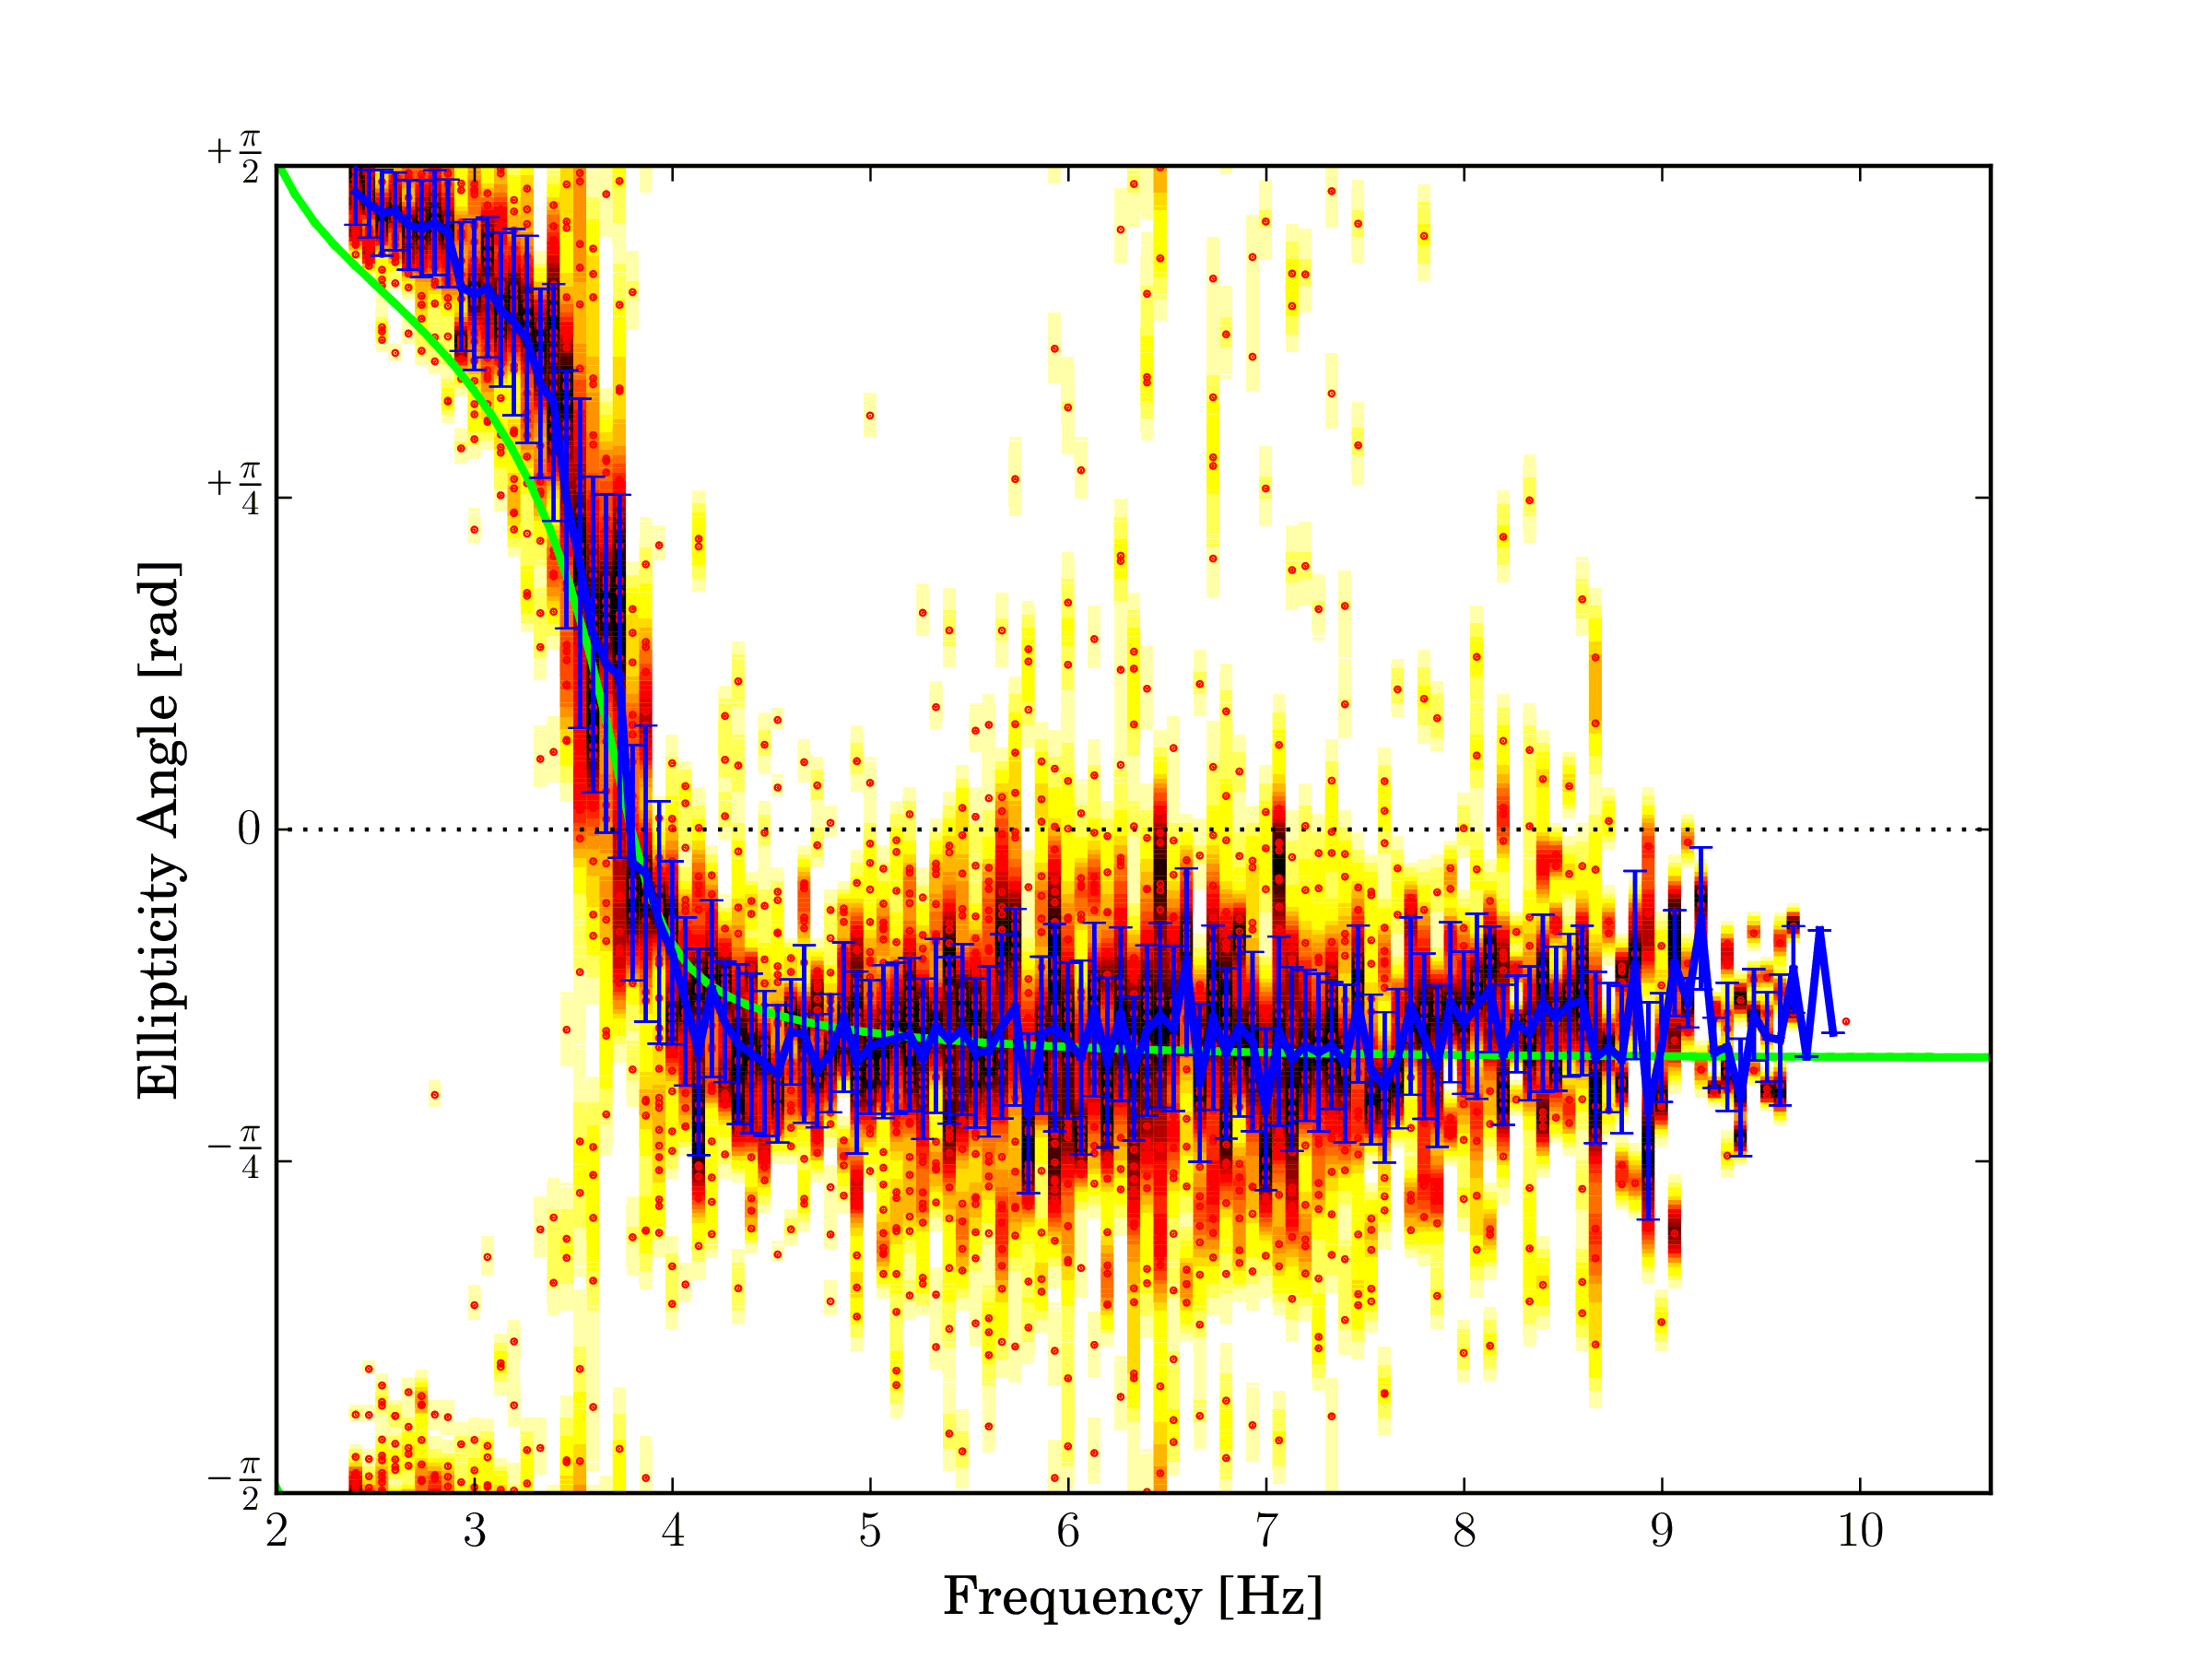 +π/2
+π/4
0
−π/4
−π/2
Ellipticity Angle [rad]
2 3 4 5 6 7 8 9 10
Frequency [Hz]